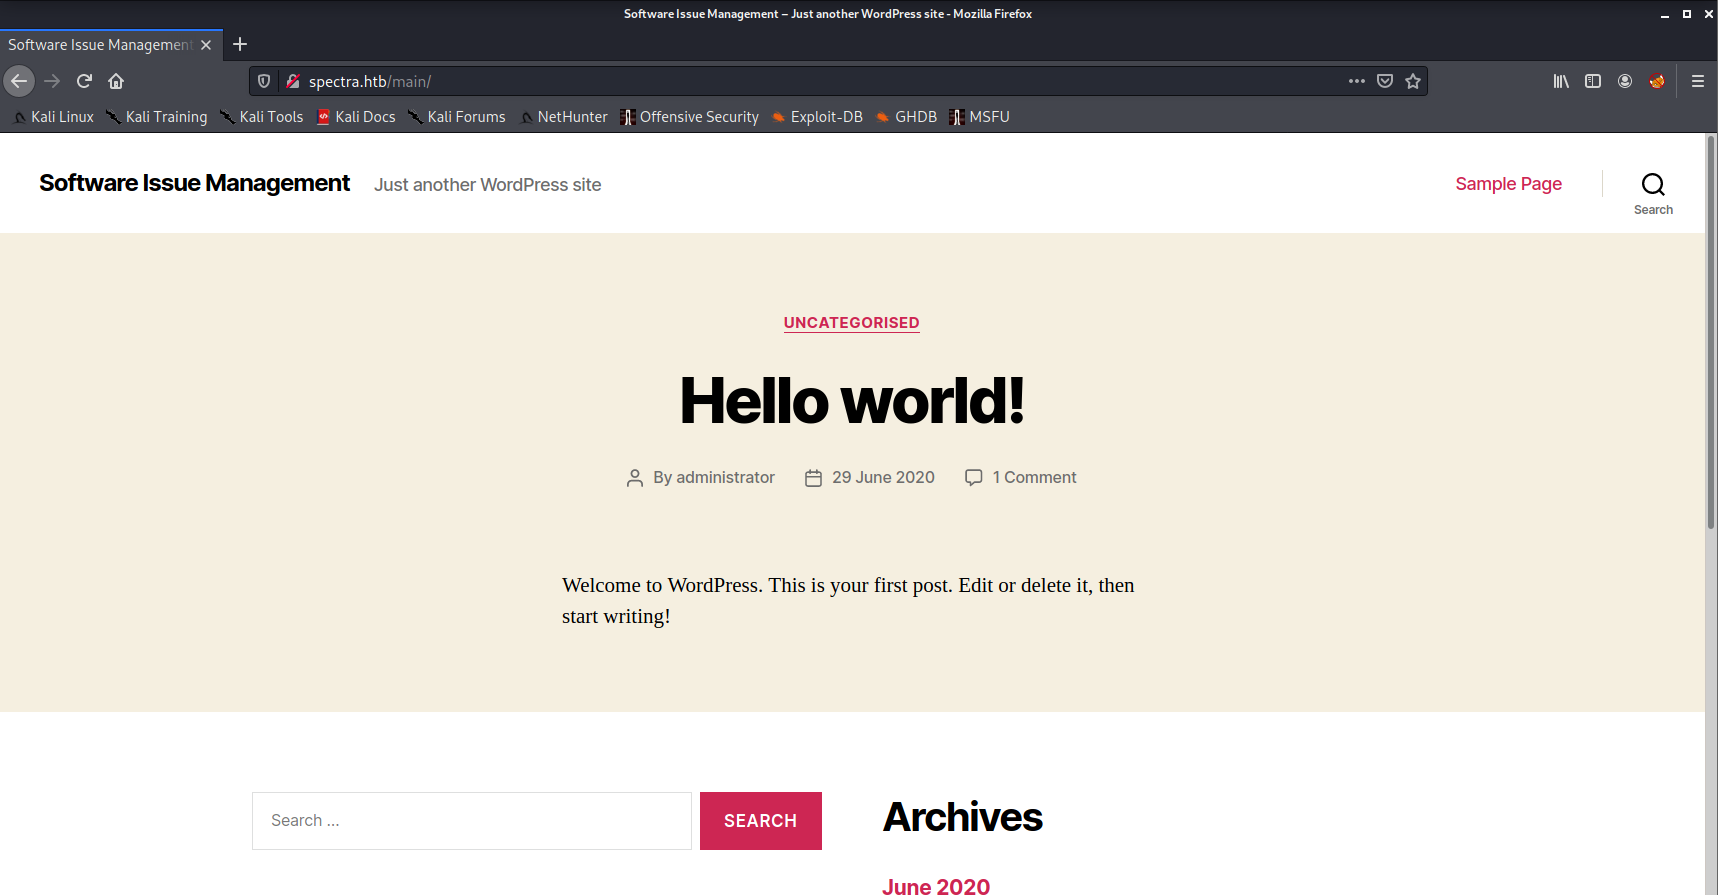 Software Issue Management – Just another WordPress site - Mozilla Firefox
Software Issue Management
spectra.htb/main/
Kali Linux Kali Training Kali Tools Kali Docs Kali Forums NetHunter Offensive Security Exploit-DB GHDB MSFU
Software Issue Management Just another WordPress site Sample Page
Search
UNCATEGORISED
Hello world!
By administrator 29 June 2020 1 Comment
Welcome to WordPress. This is your first post. Edit or delete it, then
start writing!
Search …
SEARCH
Archives
June 2020